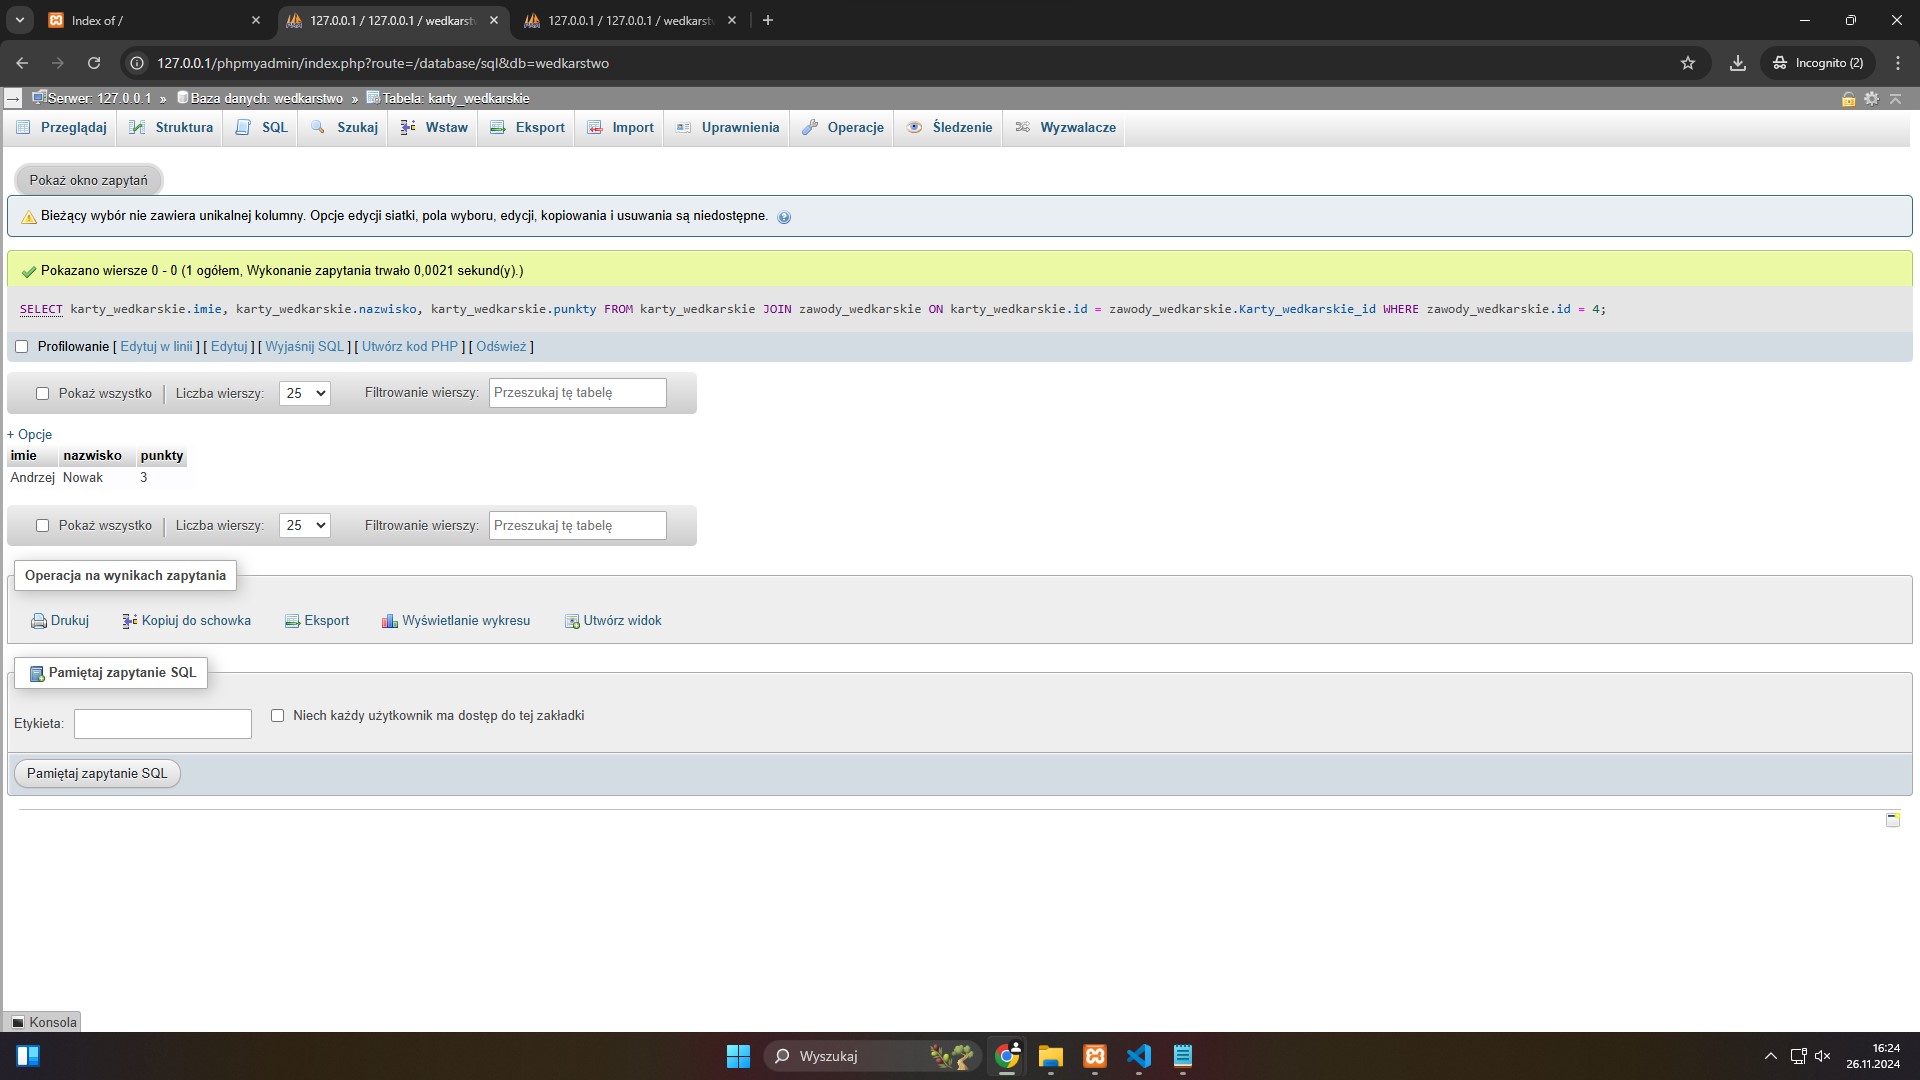 Index of /
127.0.0.1 / 127.0.0.1 / wedkarst
127.0.0.1 / 127.0.0.1 / wedkarst
127.0.0.1/phpmyadmin/index.php?route=/database/sql&db=wedkarstwo
Incognito (2)
Serwer: 127.0.0.1 » Baza danych: wedkarstwo » Tabela: karty_wedkarskie
Przeglądaj Struktura SQL Szukaj Wstaw Eksport Import Uprawnienia Operacje Śledzenie Wyzwalacze
Pokaż okno zapytań
Bieżący wybór nie zawiera unikalnej kolumny. Opcje edycji siatki, pola wyboru, edycji, kopiowania i usuwania są niedostępne.
Pokazano wiersze 0 - 0 (1 ogółem, Wykonanie zapytania trwało 0,0021 sekund(y).)
SELECT karty_wedkarskie.imie, karty_wedkarskie.nazwisko, karty_wedkarskie.punkty FROM karty_wedkarskie JOIN zawody_wedkarskie ON karty_wedkarskie.id = zawody_wedkarskie.Karty_wedkarskie_id WHERE zawody_wedkarskie.id = 4;
Profilowanie [ Edytuj w linii ] [ Edytuj ] [ Wyjaśnij SQL ] [ Utwórz kod PHP ] [ Odśwież ]
Pokaż wszystko | Liczba wierszy: 25 Filtrowanie wierszy: Przeszukaj tę tabelę
+ Opcje
imie nazwisko punkty
Andrzej Nowak 3
Pokaż wszystko | Liczba wierszy: 25 Filtrowanie wierszy: Przeszukaj tę tabelę
Operacja na wynikach zapytania
Drukuj Kopiuj do schowka Eksport Wyświetlanie wykresu Utwórz widok
Pamiętaj zapytanie SQL
Etykieta: Niech każdy użytkownik ma dostęp do tej zakładki
Pamiętaj zapytanie SQL
Konsola
Wyszukaj
16:24
26.11.2024